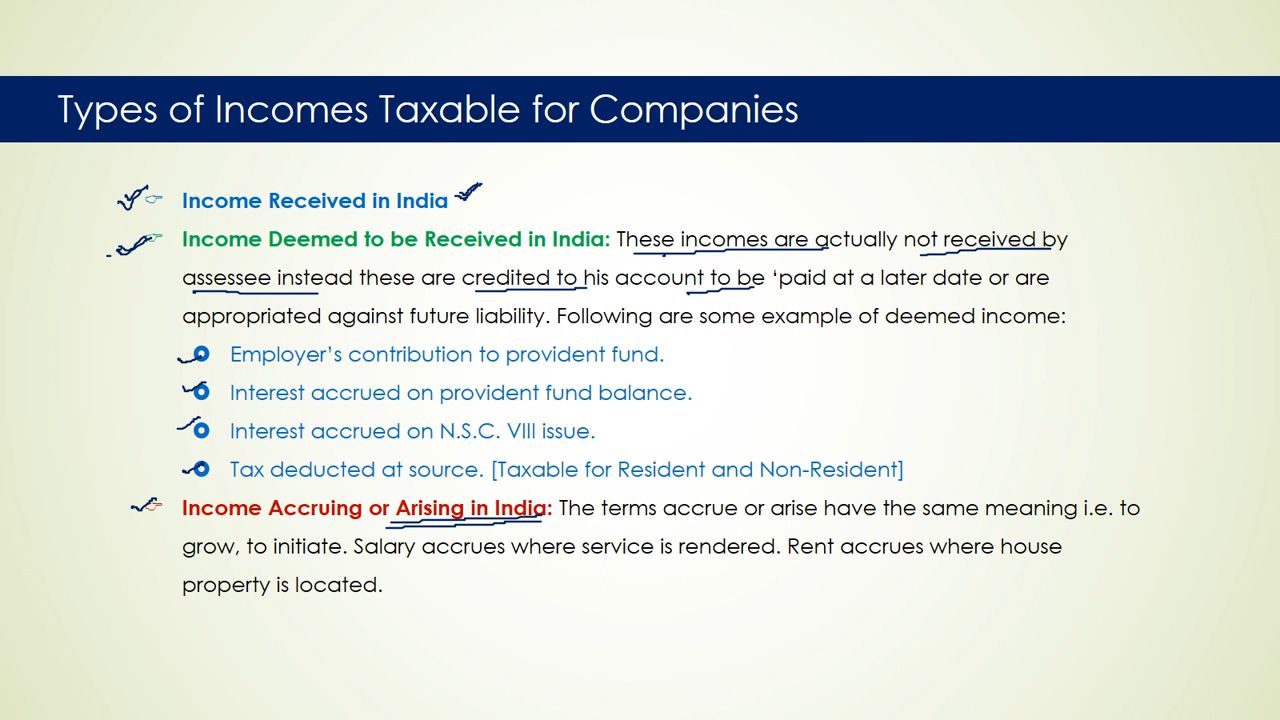 Types of Incomes Taxable for Companies
Income Received in India
Income Deemed to be Received in India: These incomes are actually not received by
assessee instead these are credited to his account to be ‘paid at a later date or are
appropriated against future liability. Following are some example of deemed income:
Employer’s contribution to provident fund.
Interest accrued on provident fund balance.
Interest accrued on N.S.C. VIII issue.
Tax deducted at source. [Taxable for Resident and Non-Resident]
Income Accruing or Arising in India: The terms accrue or arise have the same meaning i.e. to
grow, to initiate. Salary accrues where service is rendered. Rent accrues where house
property is located.